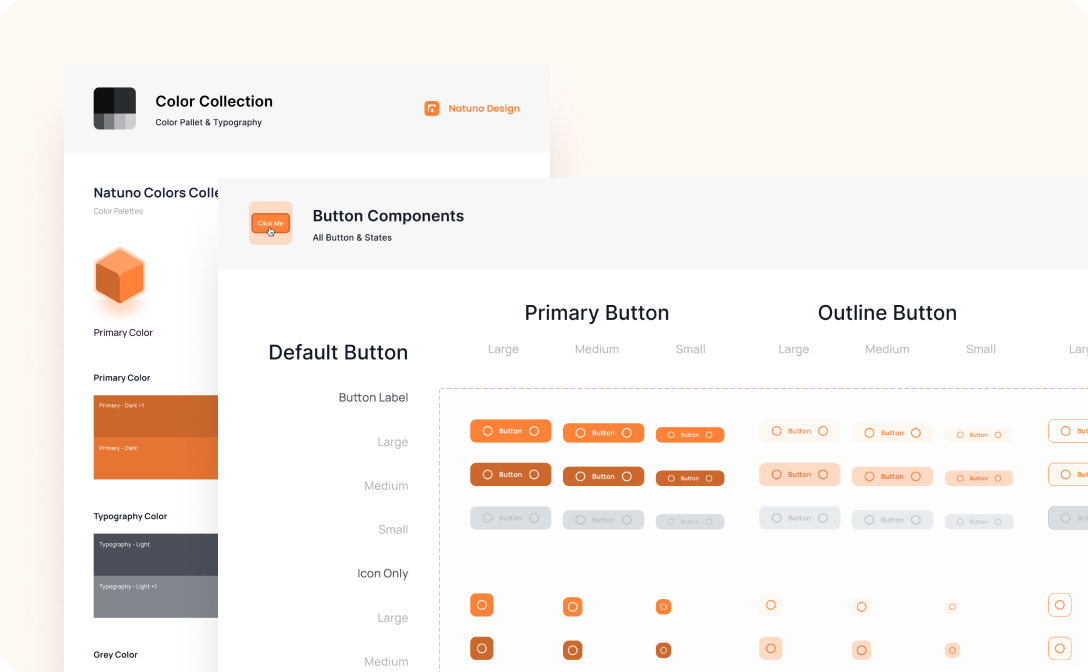 Color Collection
Color Pallet & Typography
Natuno Design
Natuno Colors Colle
Color Palettes
Primary Color
Primary Color
Primary - Dark +1
Primary - Dark
Typography Color
Typography - Light
Typography - Light +1
Grey Color
Click Me
Button Components
All Button & States
Primary Button
Outline Button
Large
Medium
Small
Large
Medium
Small
Lar
Default Button
Button Label
Large
Medium
Small
Icon Only
Large
Medium
Button
Button
Button
Button
Button
Button
But
Button
Button
Button
Button
Button
Button
But
Button
Button
Button
Button
Button
Button
But